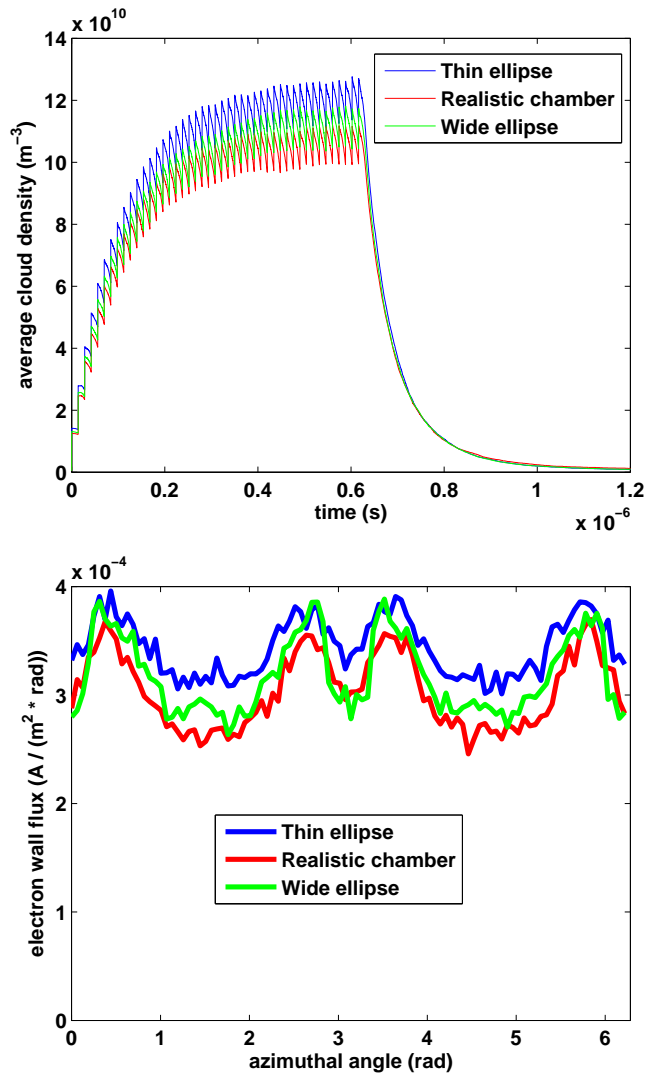 x 10^10
14
12
10
8
6
4
2
0
average cloud density (m^−3)
Thin ellipse
Realistic chamber
Wide ellipse
0 0.2 0.4 0.6 0.8 1 1.2
time (s)
x 10^−6
x 10^−4
4
3
2
1
0
electron wall flux (A / (m^2 * rad))
Thin ellipse
Realistic chamber
Wide ellipse
0 1 2 3 4 5 6
azimuthal angle (rad)